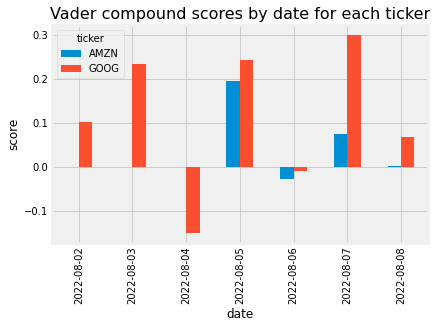 Vader compound scores by date for each ticker
ticker
AMZN
GOOG
score
0.3
0.2
0.1
0.0
−0.1
2022-08-02
2022-08-03
2022-08-04
2022-08-05
2022-08-06
2022-08-07
2022-08-08
date